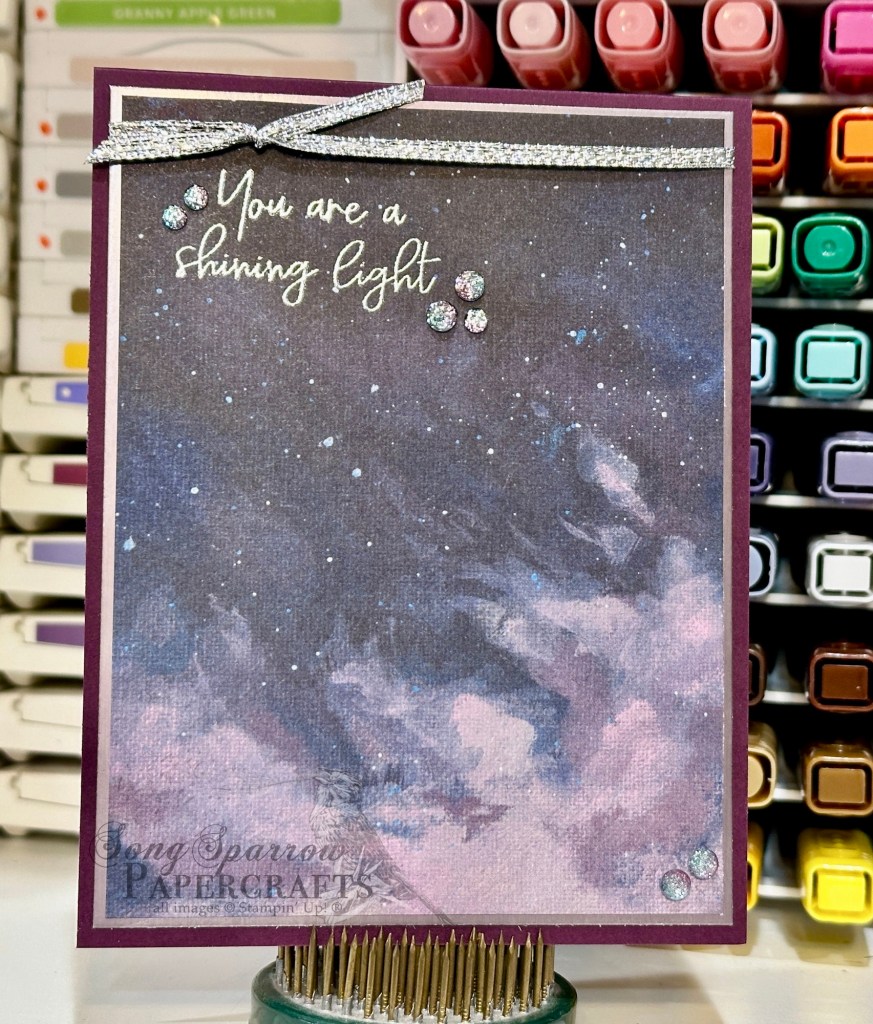 GRANNY APPLE GREEN
You are a
shining light
Song Sparrow
PAPERCRAFTS
all images © Stampin' Up! ®